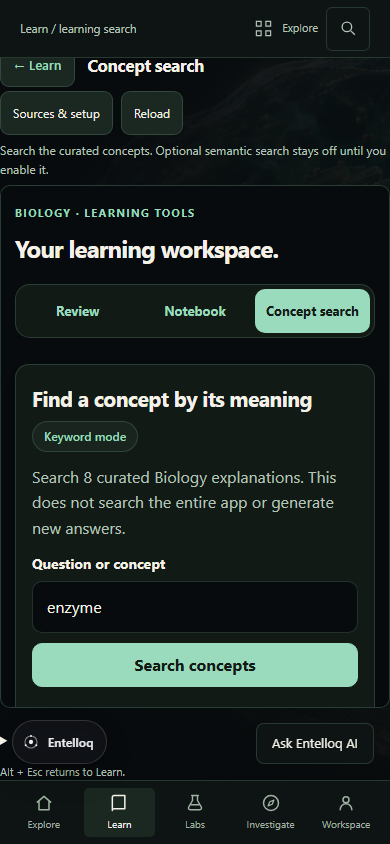 Learn / learning search
Explore
← Learn
Concept search
Sources & setup
Reload
Search the curated concepts. Optional semantic search stays off until you
enable it.
BIOLOGY · LEARNING TOOLS
Your learning workspace.
Review
Notebook
Concept search
Find a concept by its meaning
Keyword mode
Search 8 curated Biology explanations. This
does not search the entire app or generate
new answers.
Question or concept
enzyme
Search concepts
Entelloq
Ask Entelloq AI
Alt + Esc returns to Learn.
Explore
Learn
Labs
Investigate
Workspace